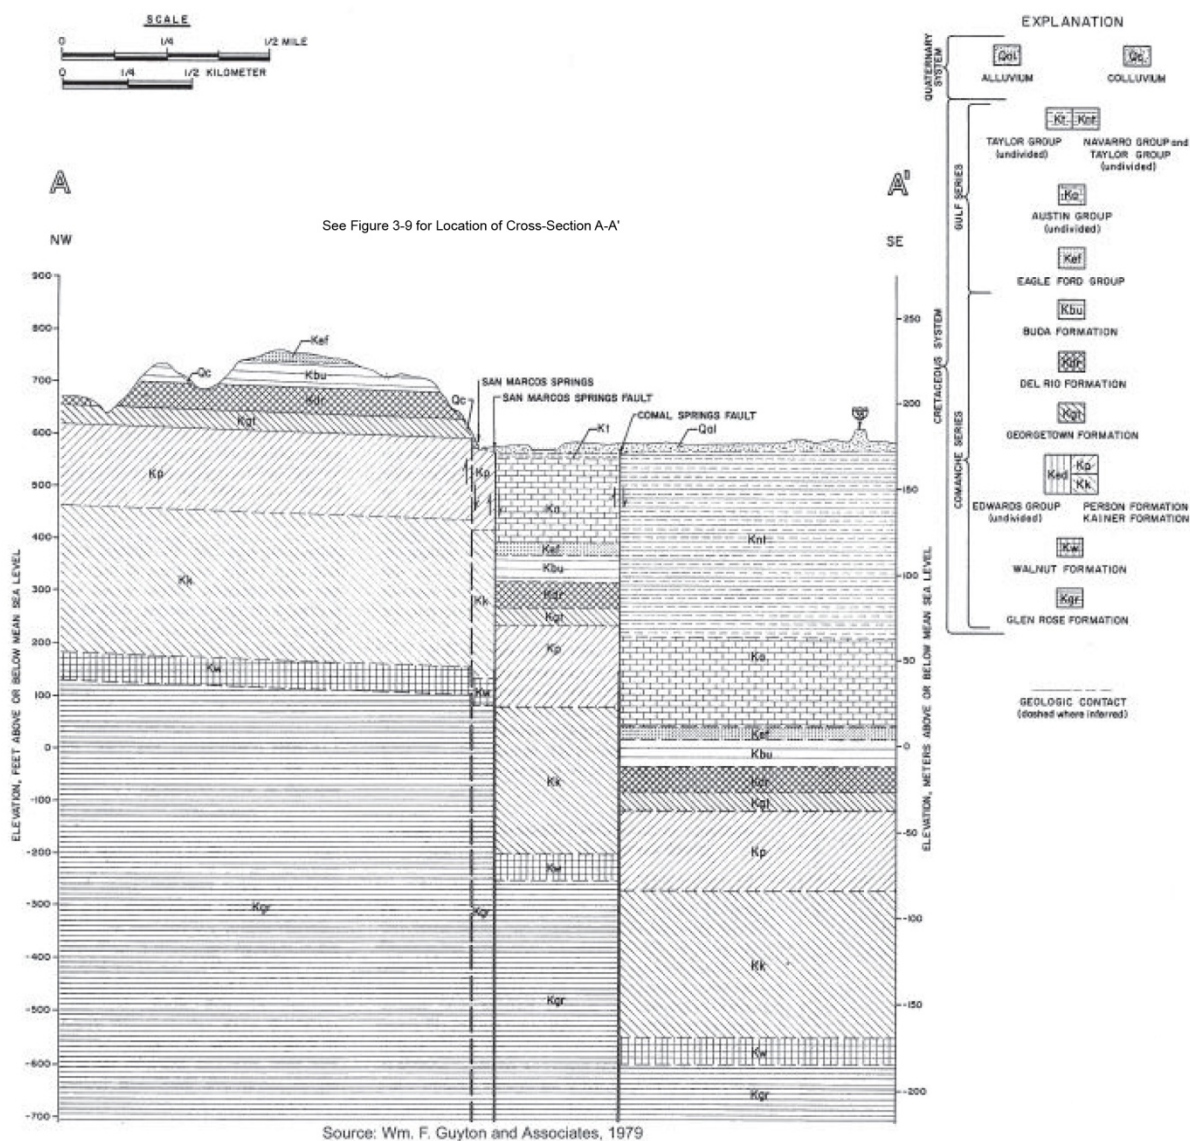 SCALE
0 1/4 1/2 MILE
0 1/4 1/2 KILOMETER
A
A'
See Figure 3-9 for Location of Cross-Section A-A'
NW
SE
900
800
700
600
500
400
300
200
100
0
-100
-200
-300
-400
-500
-600
-700
ELEVATION, FEET ABOVE OR BELOW MEAN SEA LEVEL
Kef
Kbu
Qc
Kdr
Kgt
Kp
Kk
Kw
Kgr
Qc
SAN MARCOS SPRINGS
SAN MARCOS SPRINGS FAULT
Kp
Kk
Kw
Kgr
COMAL SPRINGS FAULT
Kt
Qal
Ka
Kef
Kbu
Kdr
Kgt
Kp
Kk
Kw
Kgr
Knt
Ka
Kef
Kbu
Kdr
Kgt
Kp
Kk
Kw
Kgr
250
200
150
100
50
0
-50
-100
-150
-200
ELEVATION, METERS ABOVE OR BELOW MEAN SEA LEVEL
EXPLANATION
QUATERNARY
SYSTEM
Qal
Qc
ALLUVIUM
COLLUVIUM
CRETACEOUS SYSTEM
GULF SERIES
Kt Knt
TAYLOR GROUP
(undivided)
NAVARRO GROUP and
TAYLOR GROUP
(undivided)
Ka
AUSTIN GROUP
(undivided)
Kef
EAGLE FORD GROUP
COMANCHE SERIES
Kbu
BUDA FORMATION
Kdr
DEL RIO FORMATION
Kgt
GEORGETOWN FORMATION
Ked
Kp
Kk
EDWARDS GROUP
(undivided)
PERSON FORMATION
KAINER FORMATION
Kw
WALNUT FORMATION
Kgr
GLEN ROSE FORMATION
GEOLOGIC CONTACT
(dashed where inferred)
Source: Wm. F. Guyton and Associates, 1979